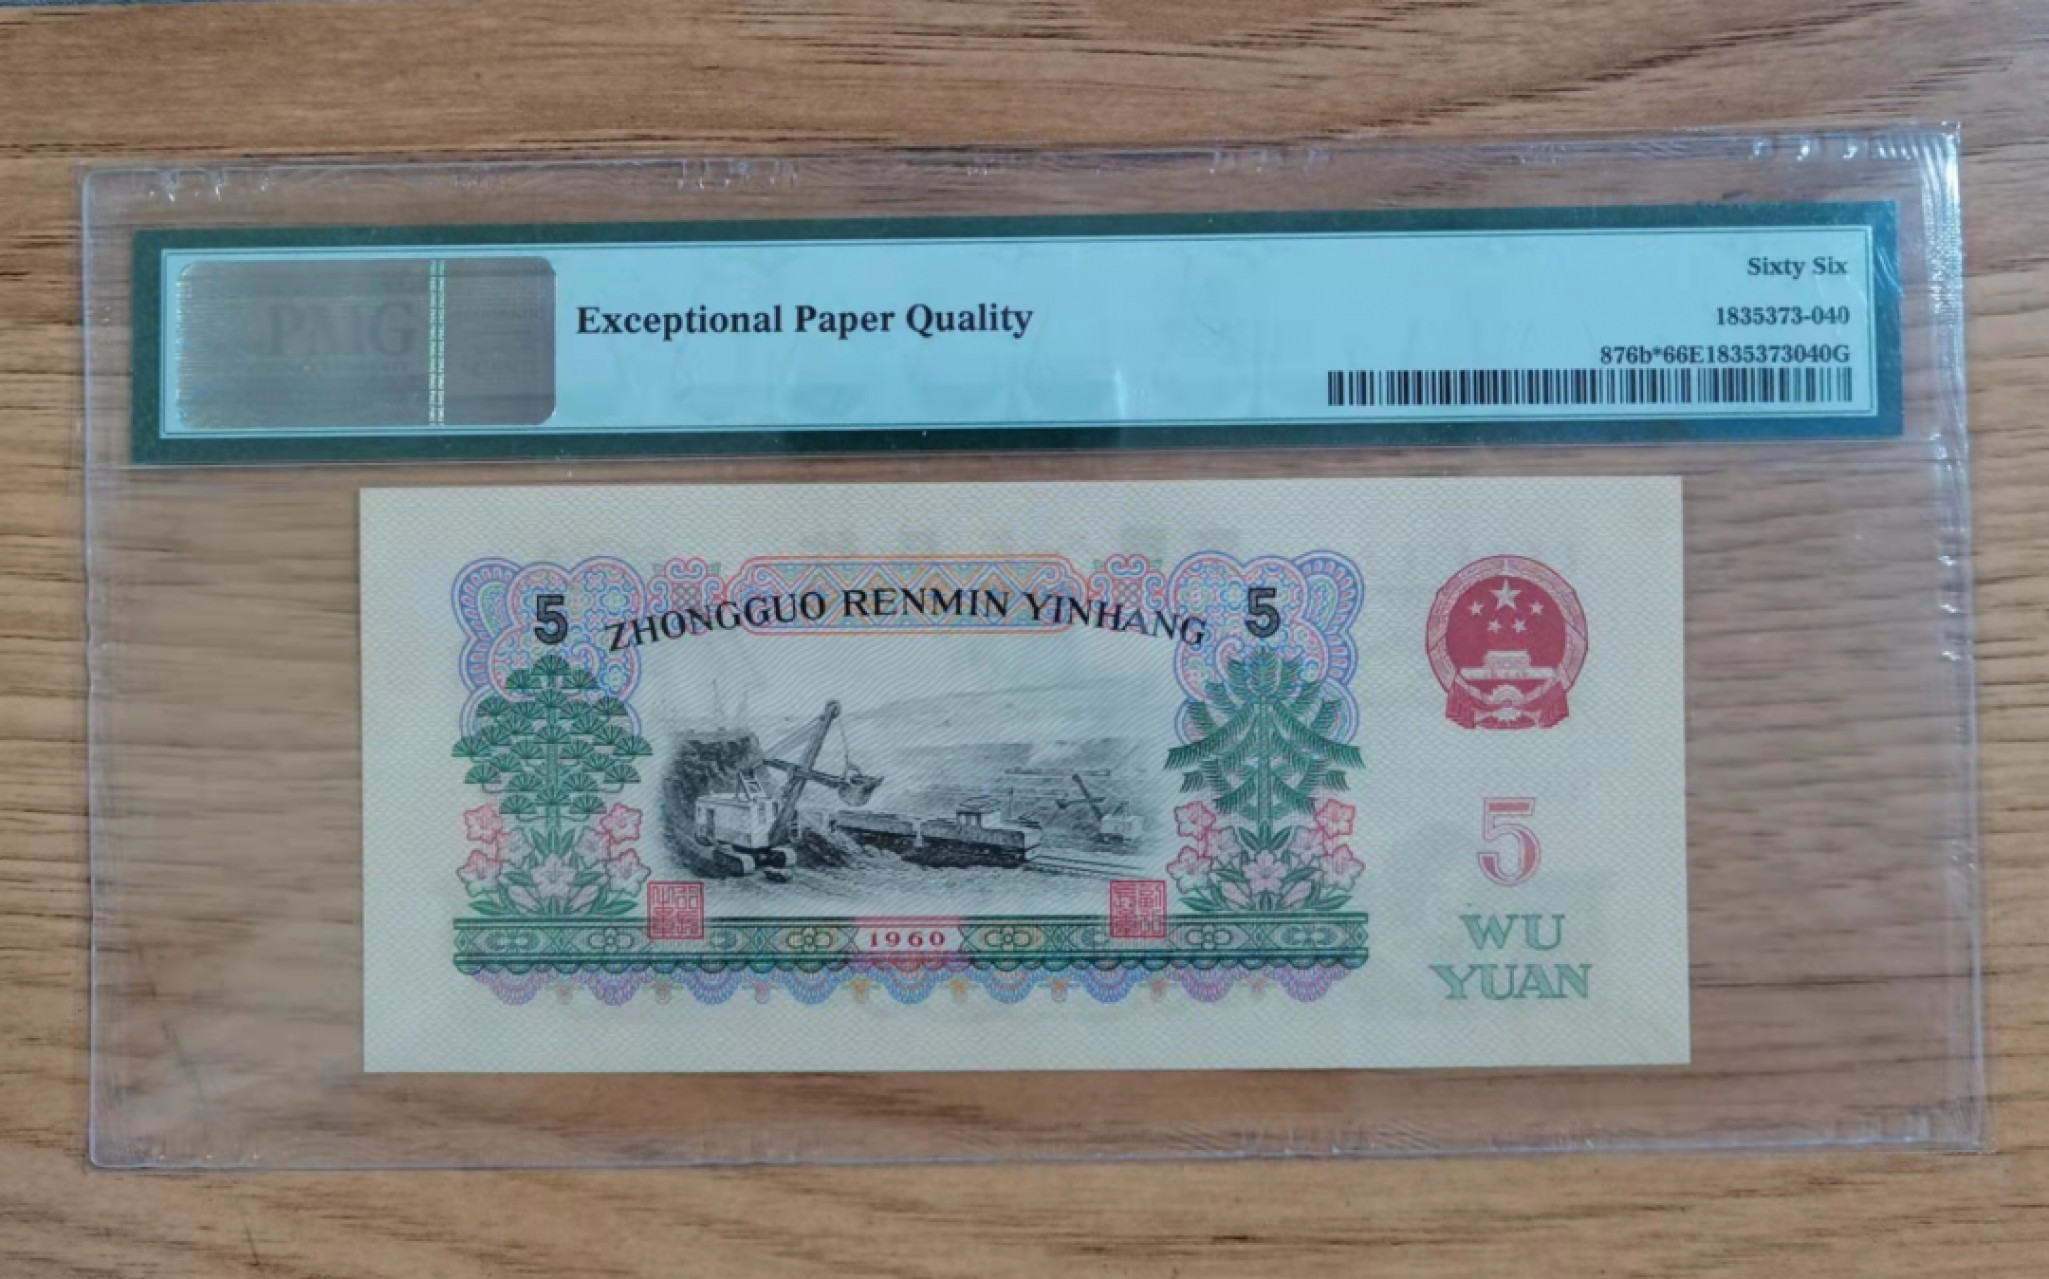 PMG
Exceptional Paper Quality
Sixty Six
1835373-040
876b*66E1835373040G
5
ZHONGGUO RENMIN YINHANG
5
1960
5
WU
YUAN